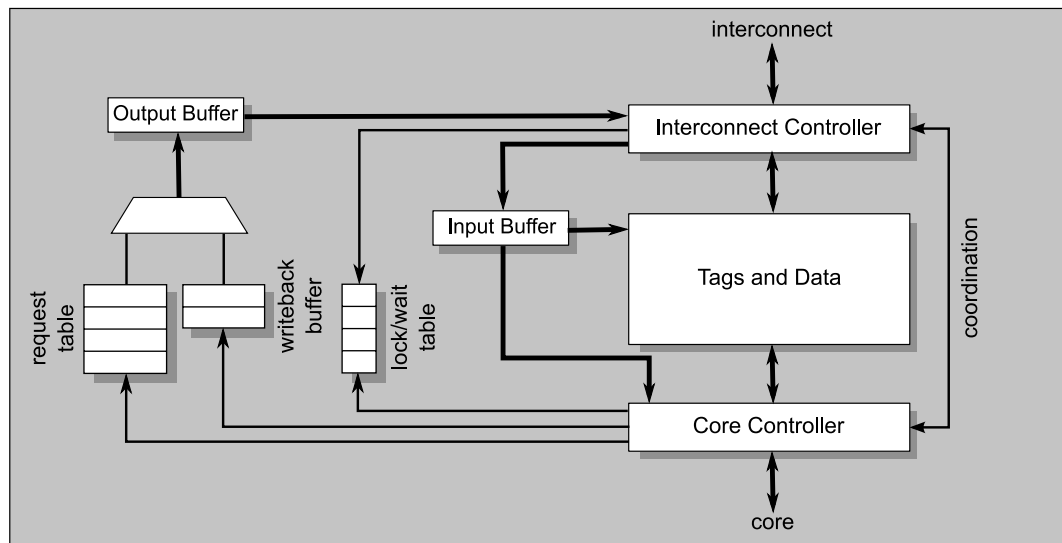 interconnect
Output Buffer
Interconnect Controller
Input Buffer
Tags and Data
coordination
request
table
writeback
buffer
lock/wait
table
Core Controller
core